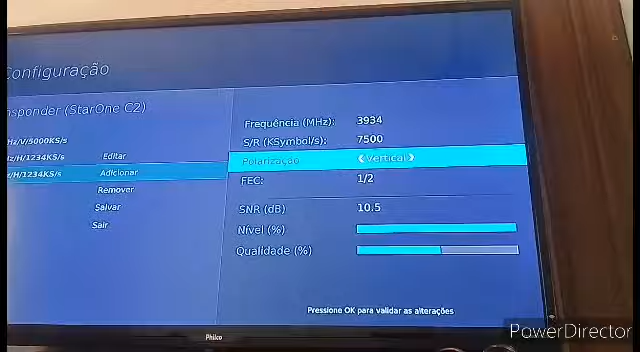 Configuração
nsponder (StarOne C2)
Hz/V/5000KS/s
z/H/1234KS/s Editar
z/H/1234KS/s Adicionar
Remover
Salvar
Sair
Frequência (MHz): 3934
S/R (KSymbol/s): 7500
Polarização ❮Vertical❯
FEC: 1/2
SNR (dB) 10.5
Nível (%)
Qualidade (%)
Pressione OK para validar as alterações
Philco
PowerDirector